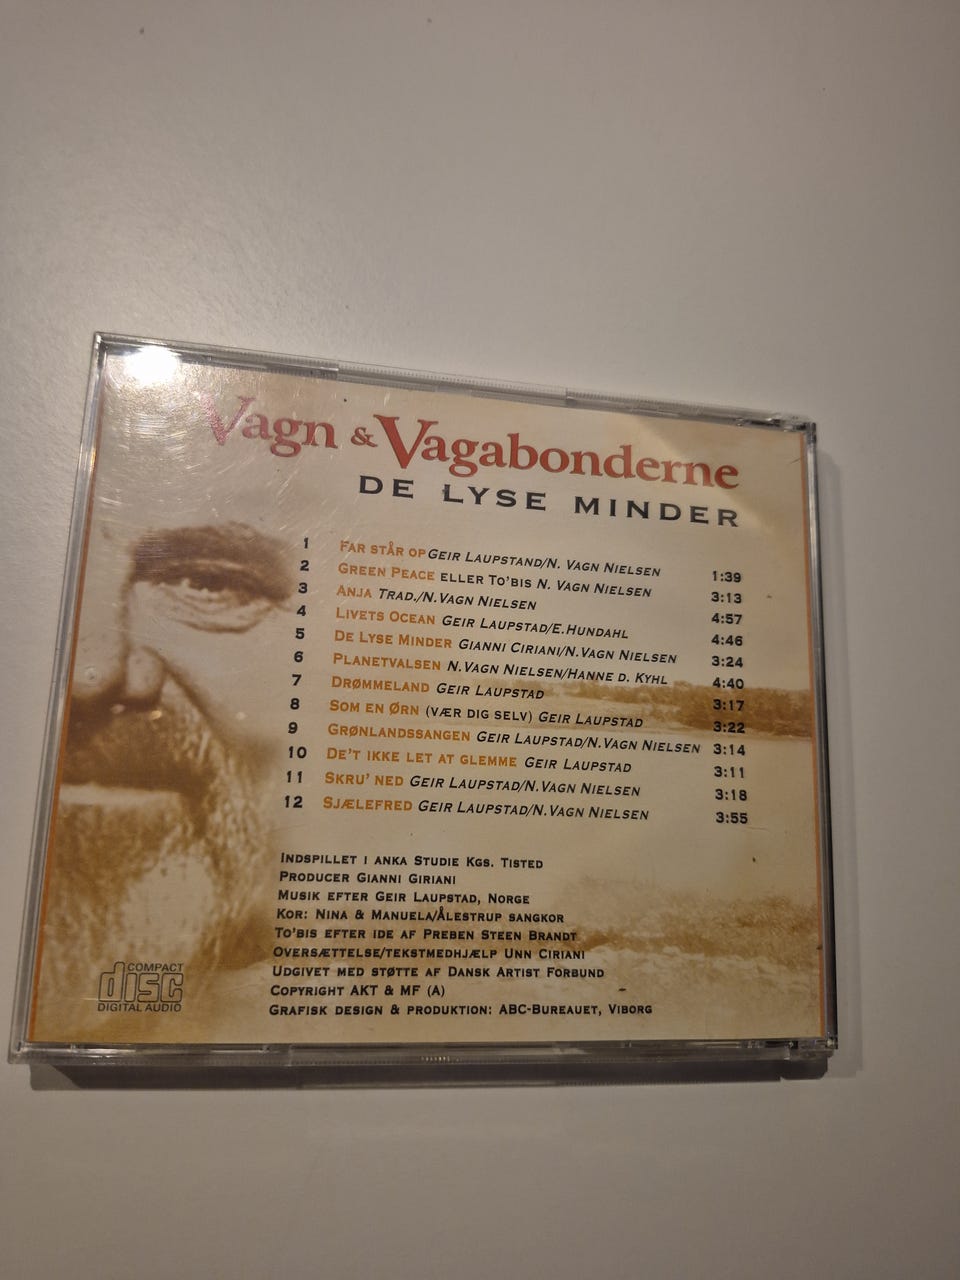 Vagn & Vagabonderne
DE LYSE MINDER
1 FAR STÅR OP GEIR LAUPSTAND/N. VAGN NIELSEN 1:39
2 GREEN PEACE ELLER TO'BIS N. VAGN NIELSEN 3:13
3 ANJA TRAD./N.VAGN NIELSEN 4:57
4 LIVETS OCEAN GEIR LAUPSTAD/E.HUNDAHL 4:46
5 DE LYSE MINDER GIANNI CIRIANI/N.VAGN NIELSEN 3:24
6 PLANETVALSEN N.VAGN NIELSEN/HANNE D. KYHL 4:40
7 DRØMMELAND GEIR LAUPSTAD 3:17
8 SOM EN ØRN (VÆR DIG SELV) GEIR LAUPSTAD 3:22
9 GRØNLANDSSANGEN GEIR LAUPSTAD/N.VAGN NIELSEN 3:14
10 DE'T IKKE LET AT GLEMME GEIR LAUPSTAD 3:11
11 SKRU' NED GEIR LAUPSTAD/N.VAGN NIELSEN 3:18
12 SJÆLEFRED GEIR LAUPSTAD/N.VAGN NIELSEN 3:55
INDSPILLET I ANKA STUDIE KGS. TISTED
PRODUCER GIANNI GIRIANI
MUSIK EFTER GEIR LAUPSTAD, NORGE
KOR: NINA & MANUELA/ÅLESTRUP SANGKOR
TO'BIS EFTER IDE AF PREBEN STEEN BRANDT
OVERSÆTTELSE/TEKSTMEDHJÆLP UNN CIRIANI
UDGIVET MED STØTTE AF DANSK ARTIST FORBUND
COPYRIGHT AKT & MF (A)
GRAFISK DESIGN & PRODUKTION: ABC-BUREAUET, VIBORG
COMPACT
disc
DIGITAL AUDIO